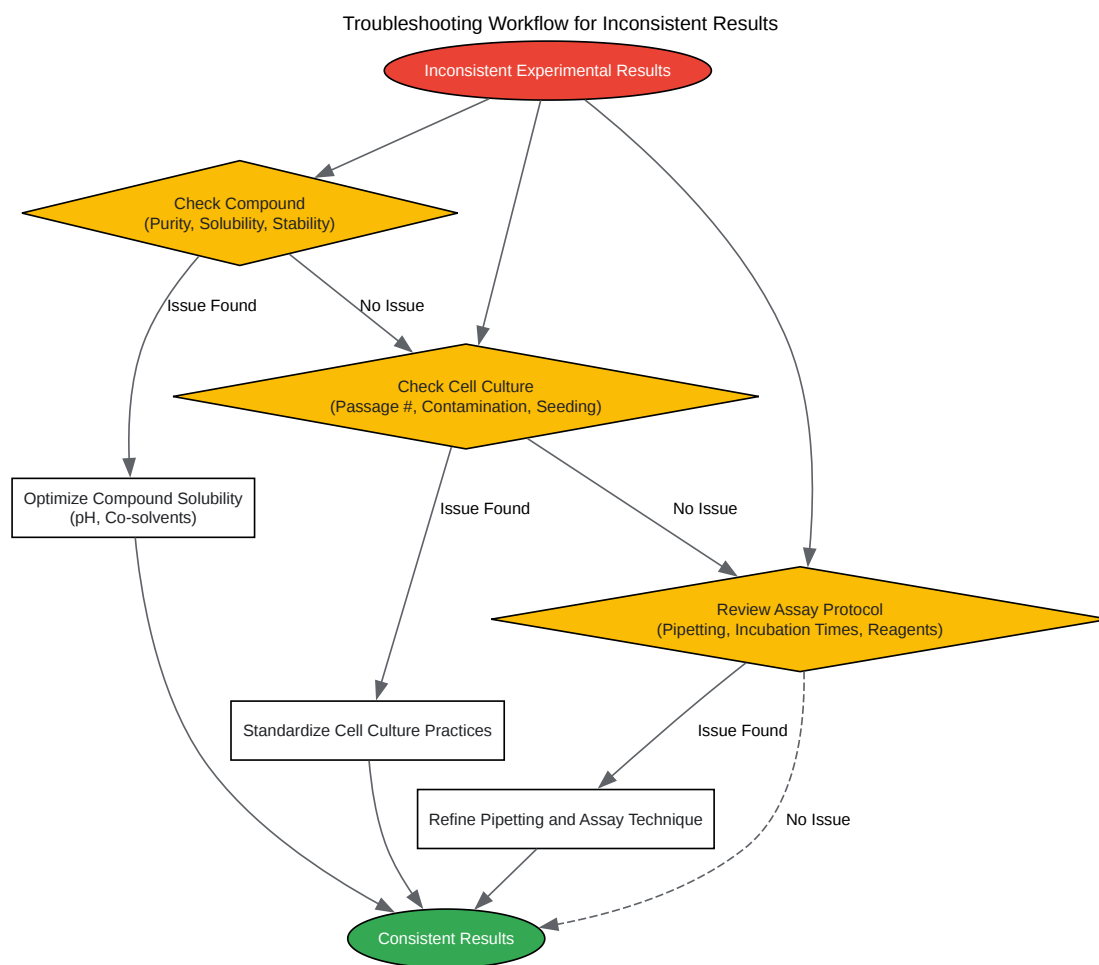 Troubleshooting Workflow for Inconsistent Results
Inconsistent Experimental Results
Check Compound
(Purity, Solubility, Stability)
Issue Found
No Issue
Check Cell Culture
(Passage #, Contamination, Seeding)
Optimize Compound Solubility
(pH, Co-solvents)
Issue Found
No Issue
Review Assay Protocol
(Pipetting, Incubation Times, Reagents)
Standardize Cell Culture Practices
Issue Found
Refine Pipetting and Assay Technique
No Issue
Consistent Results